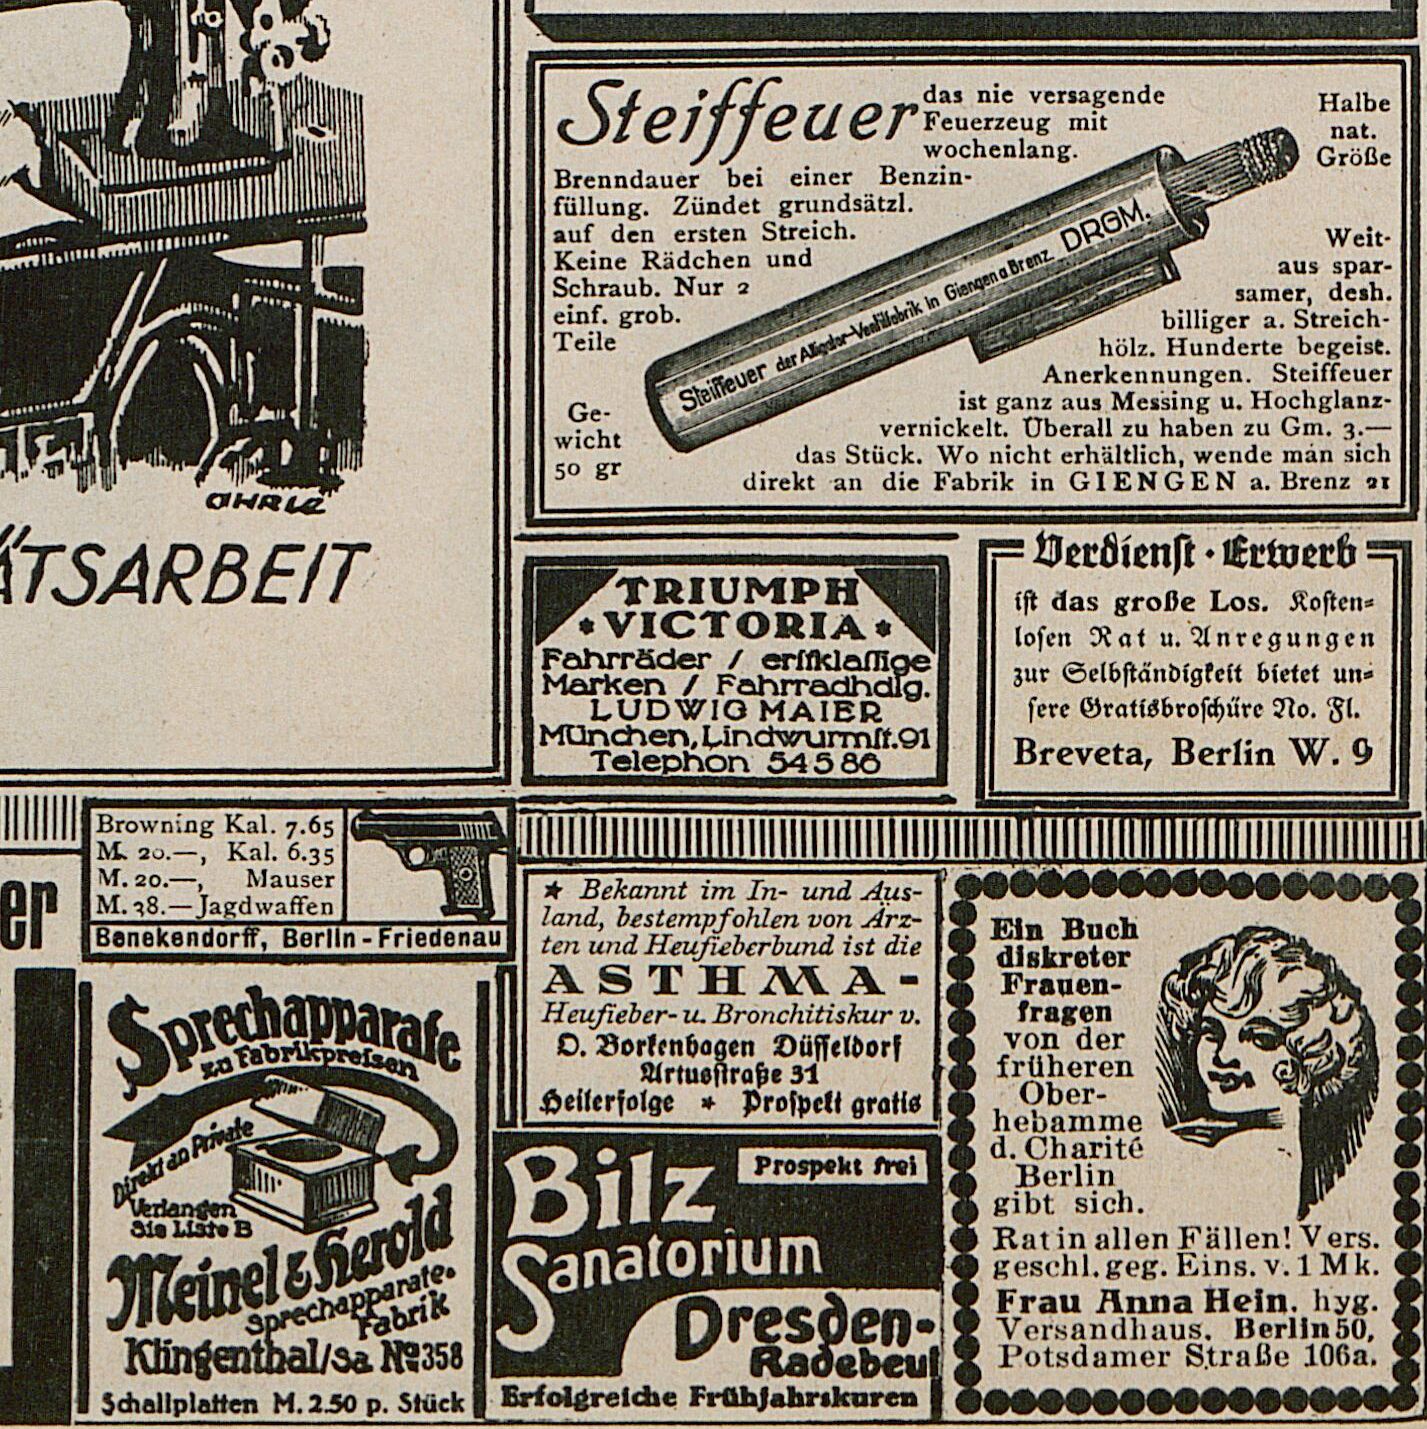 AHRLE
ÄTSARBEIT
Steiffeuer
das nie versagende
Feuerzeug mit
wochenlang.
Brenndauer bei einer Benzin-
füllung. Zündet grundsätzl.
auf den ersten Streich.
Keine Rädchen und
Schraub. Nur 2
einf. grob.
Teile
Ge-
wicht
50 gr
Halbe
nat.
Größe
Steiffeuer der Alligator-Ventilfabrik in Giengen a Brenz. DRGM.
Weit-
aus spar-
samer, desh.
billiger a. Streich-
hölz. Hunderte begeist.
Anerkennungen. Steiffeuer
ist ganz aus Messing u. Hochglanz-
vernickelt. Überall zu haben zu Gm. 3.—
das Stück. Wo nicht erhältlich, wende man sich
direkt an die Fabrik in GIENGEN a. Brenz 21
TRIUMPH
*VICTORIA*
Fahrräder / erstklassige
Marken / Fahrradhdlg.
LUDWIG MAIER
München, Lindwurmst. 91
Telephon 54586
Verdienst · Erwerb
ist das große Los. Kosten-
losen Rat u. Anregungen
zur Selbständigkeit bietet un-
sere Gratisbroschüre No. Fl.
Breveta, Berlin W. 9
er
Browning Kal. 7.65
M. 20.—, Kal. 6.35
M. 20.—, Mauser
M. 38.— Jagdwaffen
Benekendorff, Berlin-Friedenau
Sprechapparate
zu Fabrikpreisen
Direkt an Private
Verlangen
Sie Liste B
Meinel & Herold
Sprechapparate-
Fabrik
Klingenthal/Sa No 358
Schallplatten M. 2.50 p. Stück
★ Bekannt im In- und Aus-
land, bestempfohlen von Ärz-
ten und Heufieberbund ist die
ASTHMA-
Heufieber- u. Bronchitiskur v.
O. Borkenhagen Düsseldorf
Artusstraße 31
Heilerfolge * Prospekt gratis
Bilz
Prospekt frei
Sanatorium
Dresden-
Radebeul
Erfolgreiche Frühjahrskuren
Ein Buch
diskreter
Frauen-
fragen
von der
früheren
Ober-
hebamme
d. Charité
Berlin
gibt sich.
Rat in allen Fällen! Vers.
geschl. geg. Eins. v. 1 Mk.
Frau Anna Hein. hyg.
Versandhaus. Berlin 50,
Potsdamer Straße 106a.